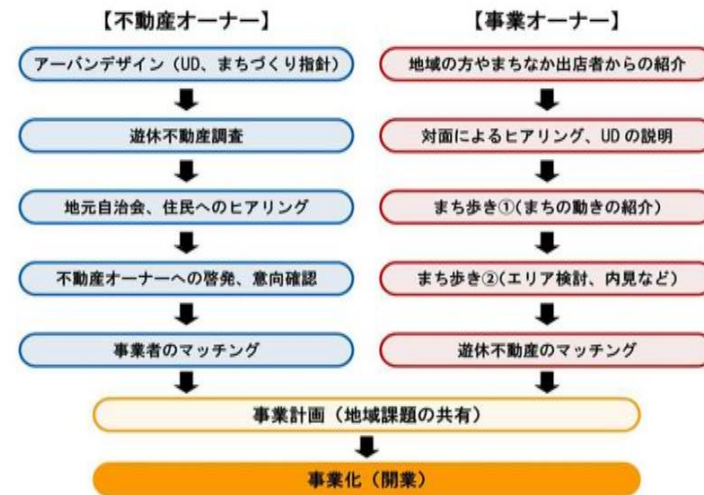 【不動産オーナー】
アーバンデザイン（UD、まちづくり指針）
遊休不動産調査
地元自治会、住民へのヒアリング
不動産オーナーへの啓発、意向確認
事業者のマッチング
【事業オーナー】
地域の方やまちなか出店者からの紹介
対面によるヒアリング、UDの説明
まち歩き①(まちの動きの紹介）
まち歩き②(エリア検討、内見など）
遊休不動産のマッチング
事業計画（地域課題の共有）
事業化（開業）